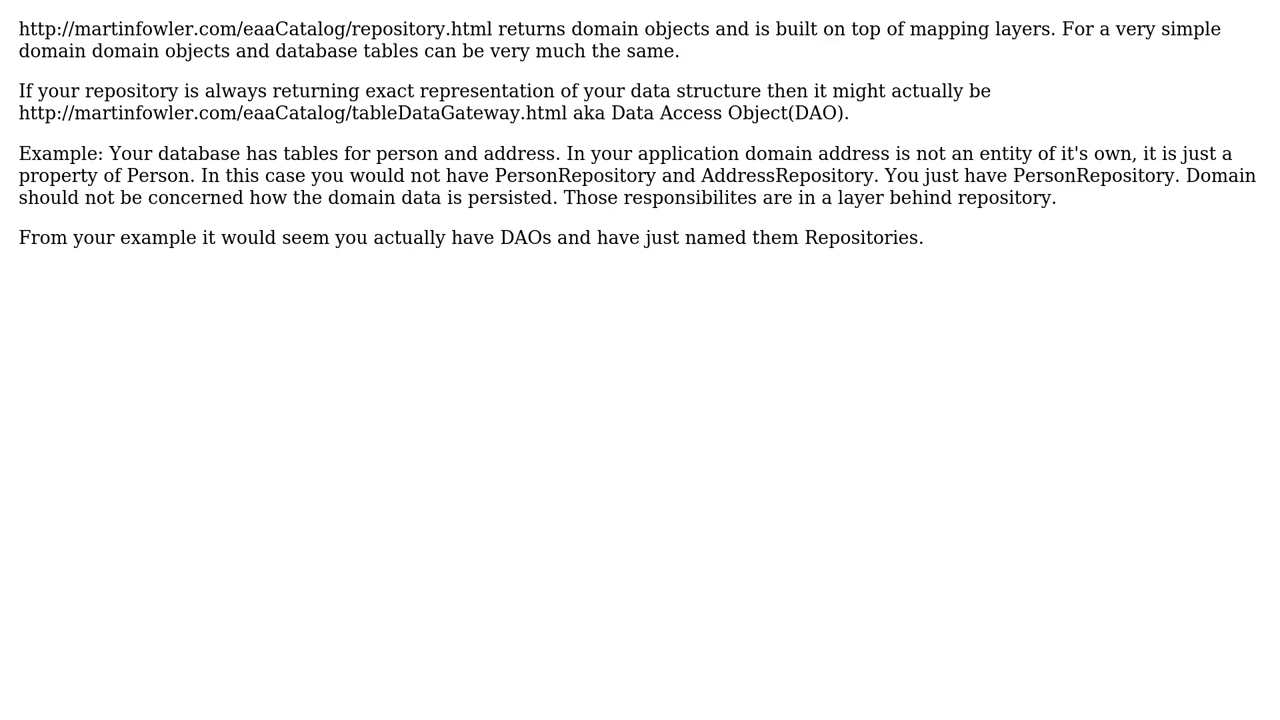 http://martinfowler.com/eaaCatalog/repository.html returns domain objects and is built on top of mapping layers. For a very simple
domain domain objects and database tables can be very much the same.
If your repository is always returning exact representation of your data structure then it might actually be
http://martinfowler.com/eaaCatalog/tableDataGateway.html aka Data Access Object(DAO).
Example: Your database has tables for person and address. In your application domain address is not an entity of it's own, it is just a
property of Person. In this case you would not have PersonRepository and AddressRepository. You just have PersonRepository. Domain
should not be concerned how the domain data is persisted. Those responsibilites are in a layer behind repository.
From your example it would seem you actually have DAOs and have just named them Repositories.